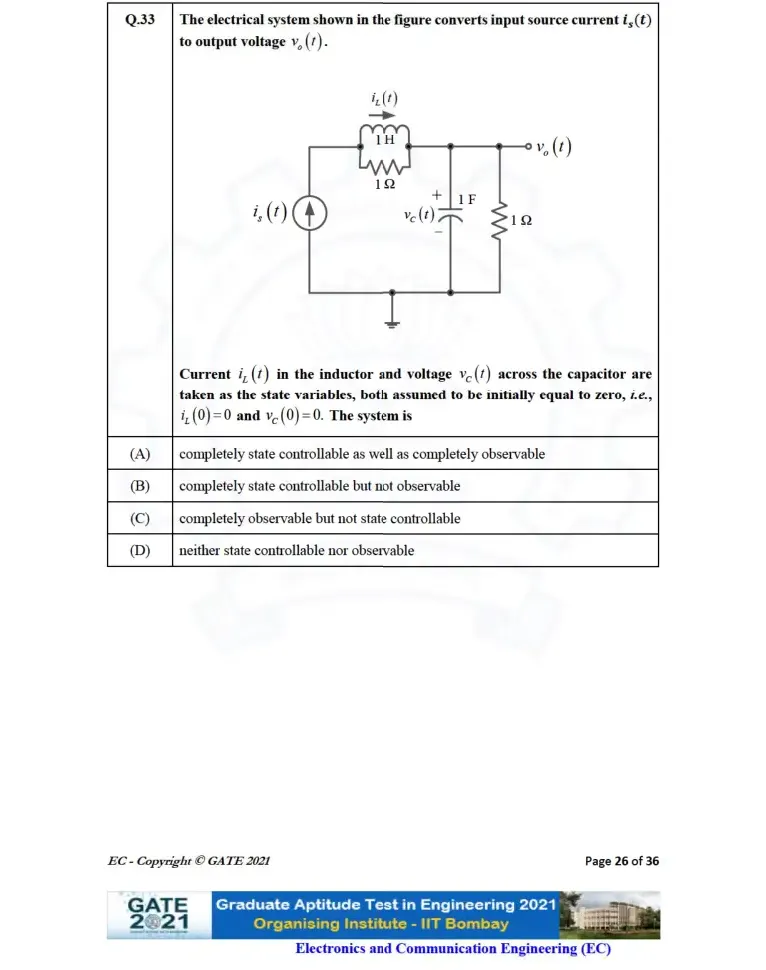 Q.33 The electrical system shown in the figure converts input source current i_s(t)
to output voltage v_o(t).
i_L(t)
1 H
v_o(t)
1 Ω
+ 1 F
i_s(t) v_C(t) 1 Ω
−
Current i_L(t) in the inductor and voltage v_C(t) across the capacitor are
taken as the state variables, both assumed to be initially equal to zero, i.e.,
i_L(0)=0 and v_C(0)=0. The system is
(A) completely state controllable as well as completely observable
(B) completely state controllable but not observable
(C) completely observable but not state controllable
(D) neither state controllable nor observable
EC - Copyright © GATE 2021 Page 26 of 36
GATE Graduate Aptitude Test in Engineering 2021
2021 Organising Institute - IIT Bombay
Electronics and Communication Engineering (EC)